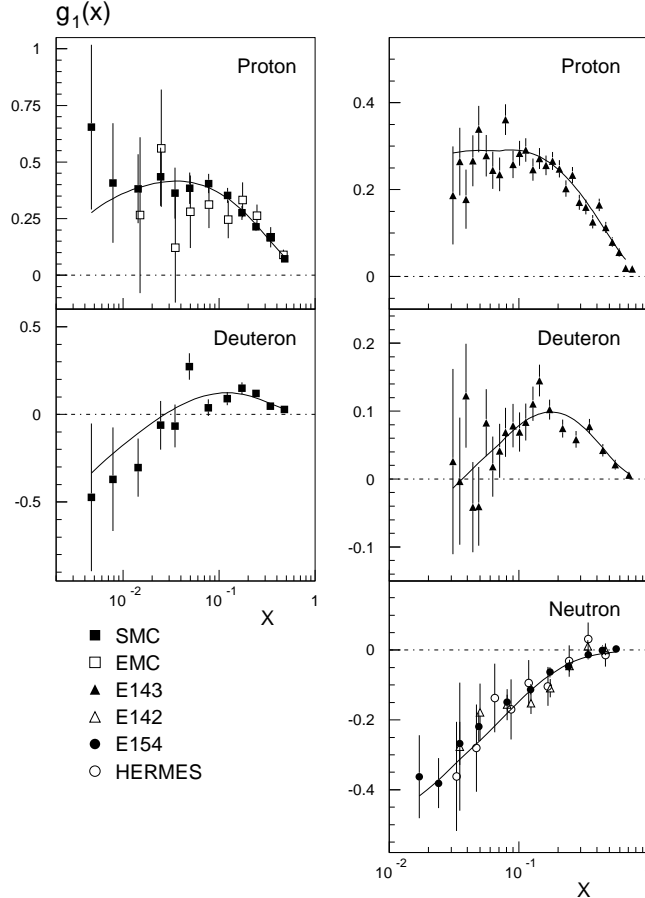 g1(x)
Proton
1
0.75
0.5
0.25
0
Deuteron
0.5
0
-0.5
10^-2
10^-1
1
X
SMC
EMC
E143
E142
E154
HERMES
Proton
0.4
0.2
0
Deuteron
0.2
0.1
0
-0.1
Neutron
0
-0.2
-0.4
10^-2
10^-1
X